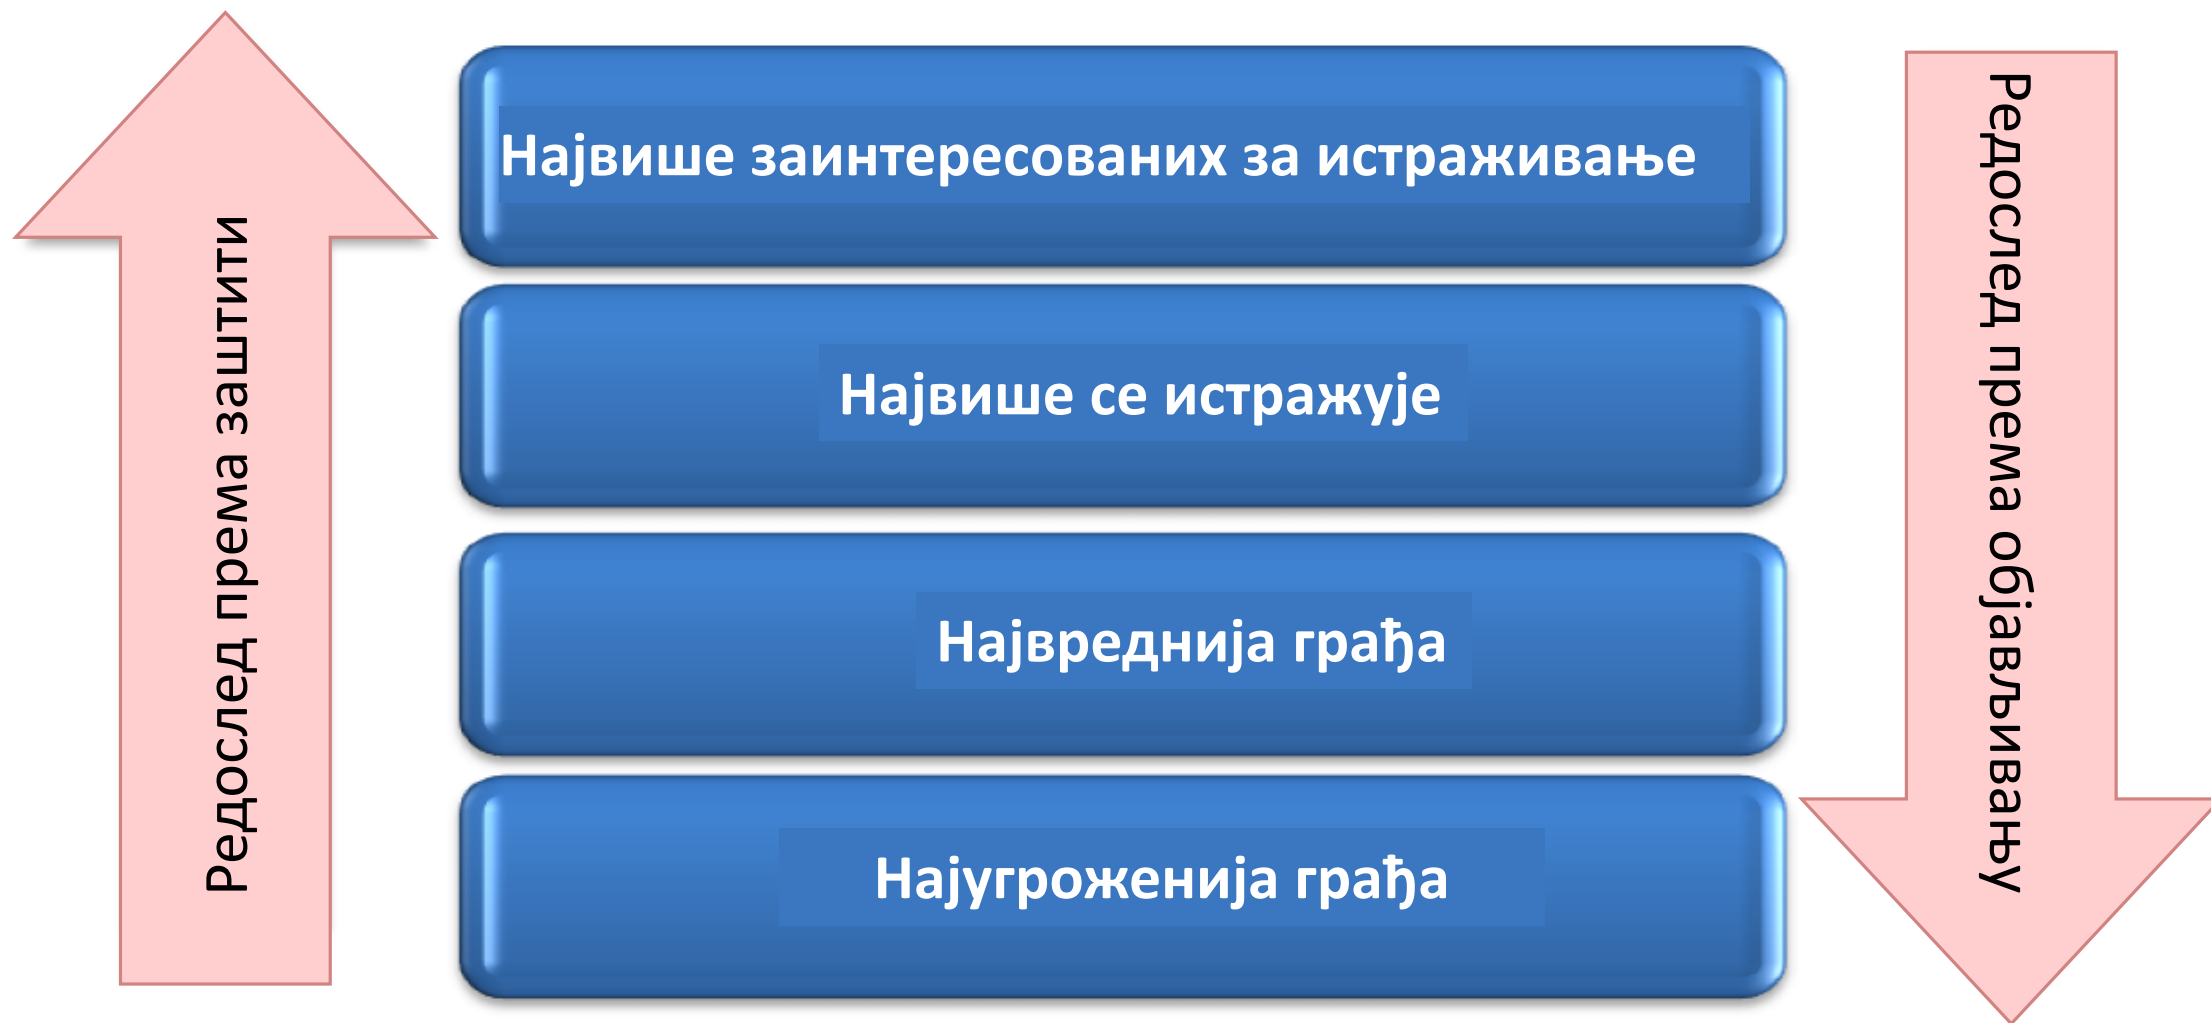 Редослед према заштити
Највише заинтересованих за истраживање
Највише се истражује
Највреднија грађа
Најугроженија грађа
Редослед према објављивању